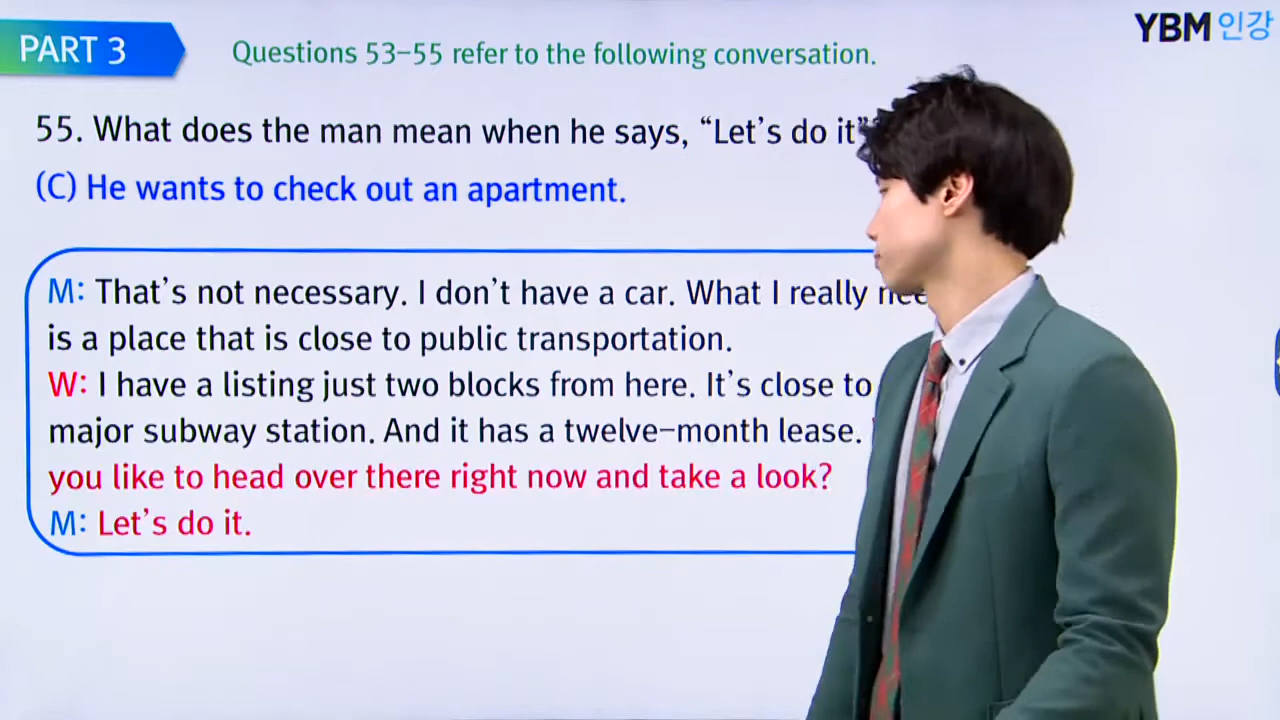 PART 3
Questions 53–55 refer to the following conversation.
YBM 인강
55. What does the man mean when he says, “Let’s do it”
(C) He wants to check out an apartment.
M: That’s not necessary. I don’t have a car. What I really
is a place that is close to public transportation.
W: I have a listing just two blocks from here. It’s close to
major subway station. And it has a twelve−month lease.
you like to head over there right now and take a look?
M: Let’s do it.